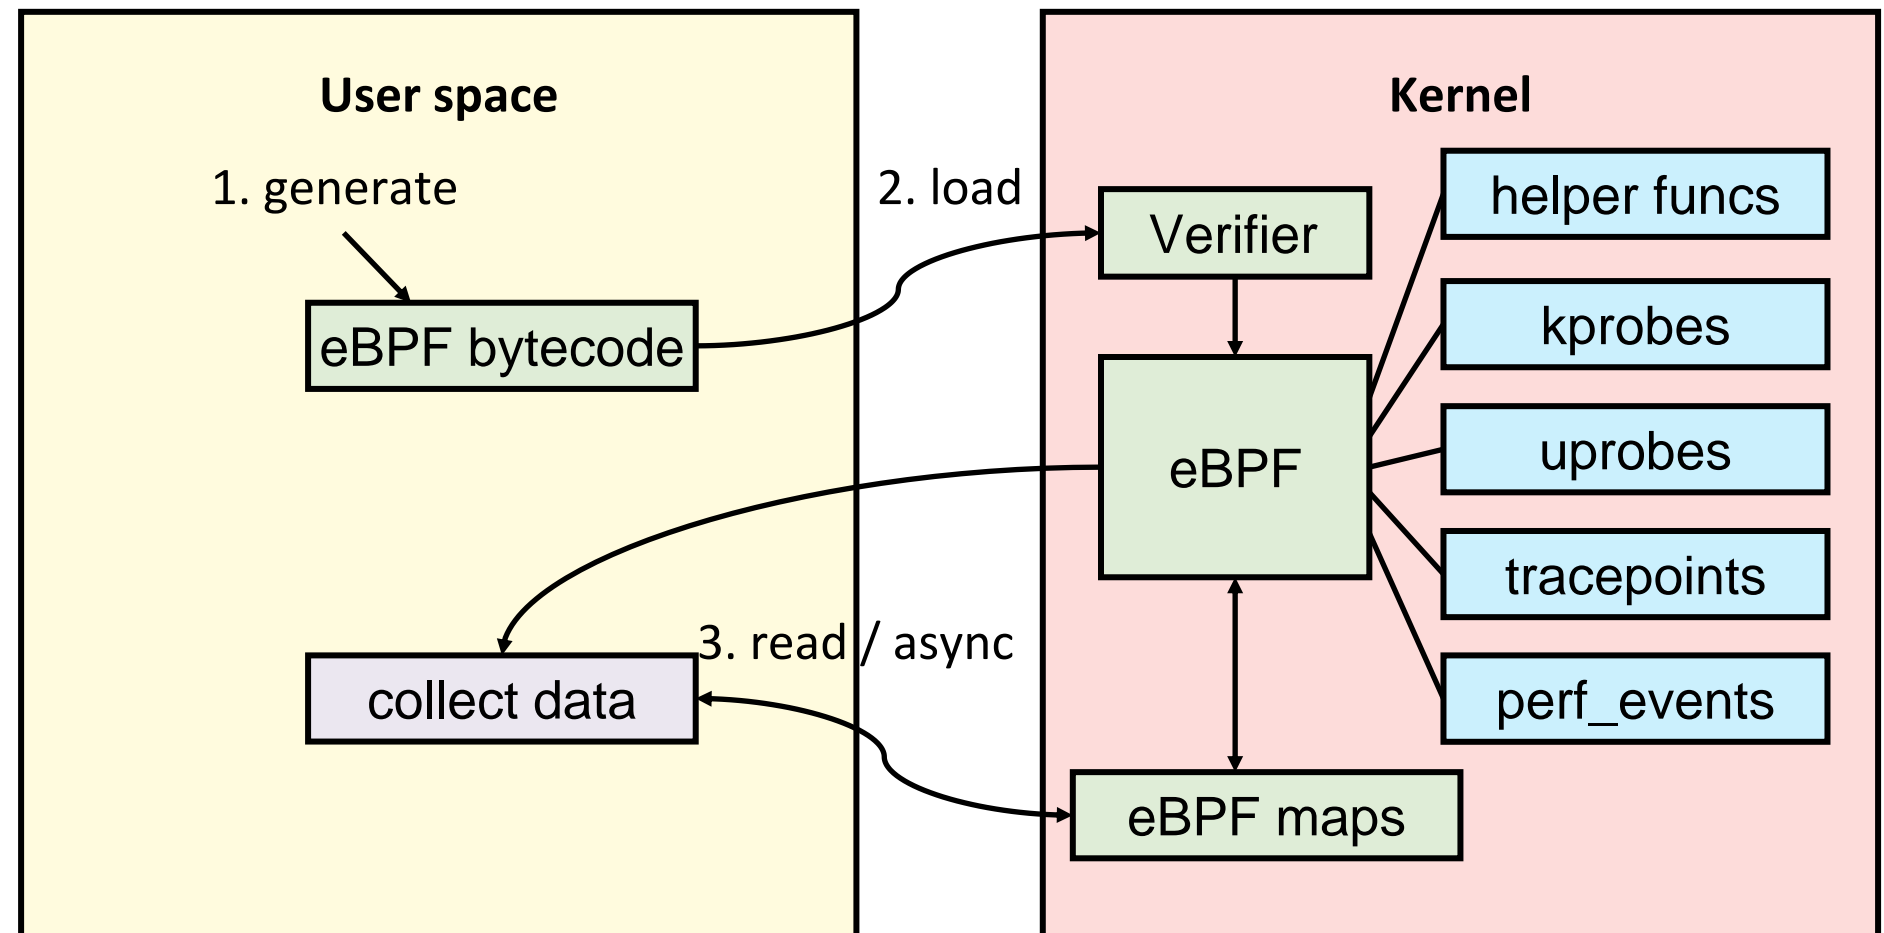 User space
1. generate
eBPF bytecode
collect data
2. load
3. read / async
Kernel
Verifier
eBPF
eBPF maps
helper funcs
kprobes
uprobes
tracepoints
perf_events